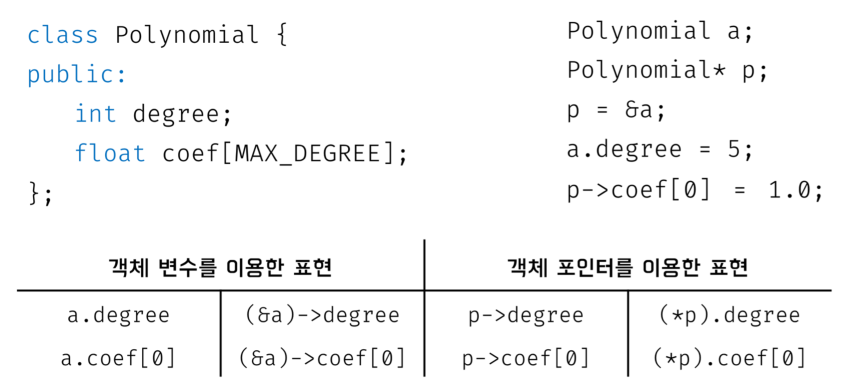 class Polynomial {
public:
int degree;
float coef[MAX_DEGREE];
};
Polynomial a;
Polynomial* p;
p = &a;
a.degree = 5;
p->coef[0] = 1.0;
객체 변수를 이용한 표현 객체 포인터를 이용한 표현
a.degree (&a)->degree p->degree (*p).degree
a.coef[0] (&a)->coef[0] p->coef[0] (*p).coef[0]